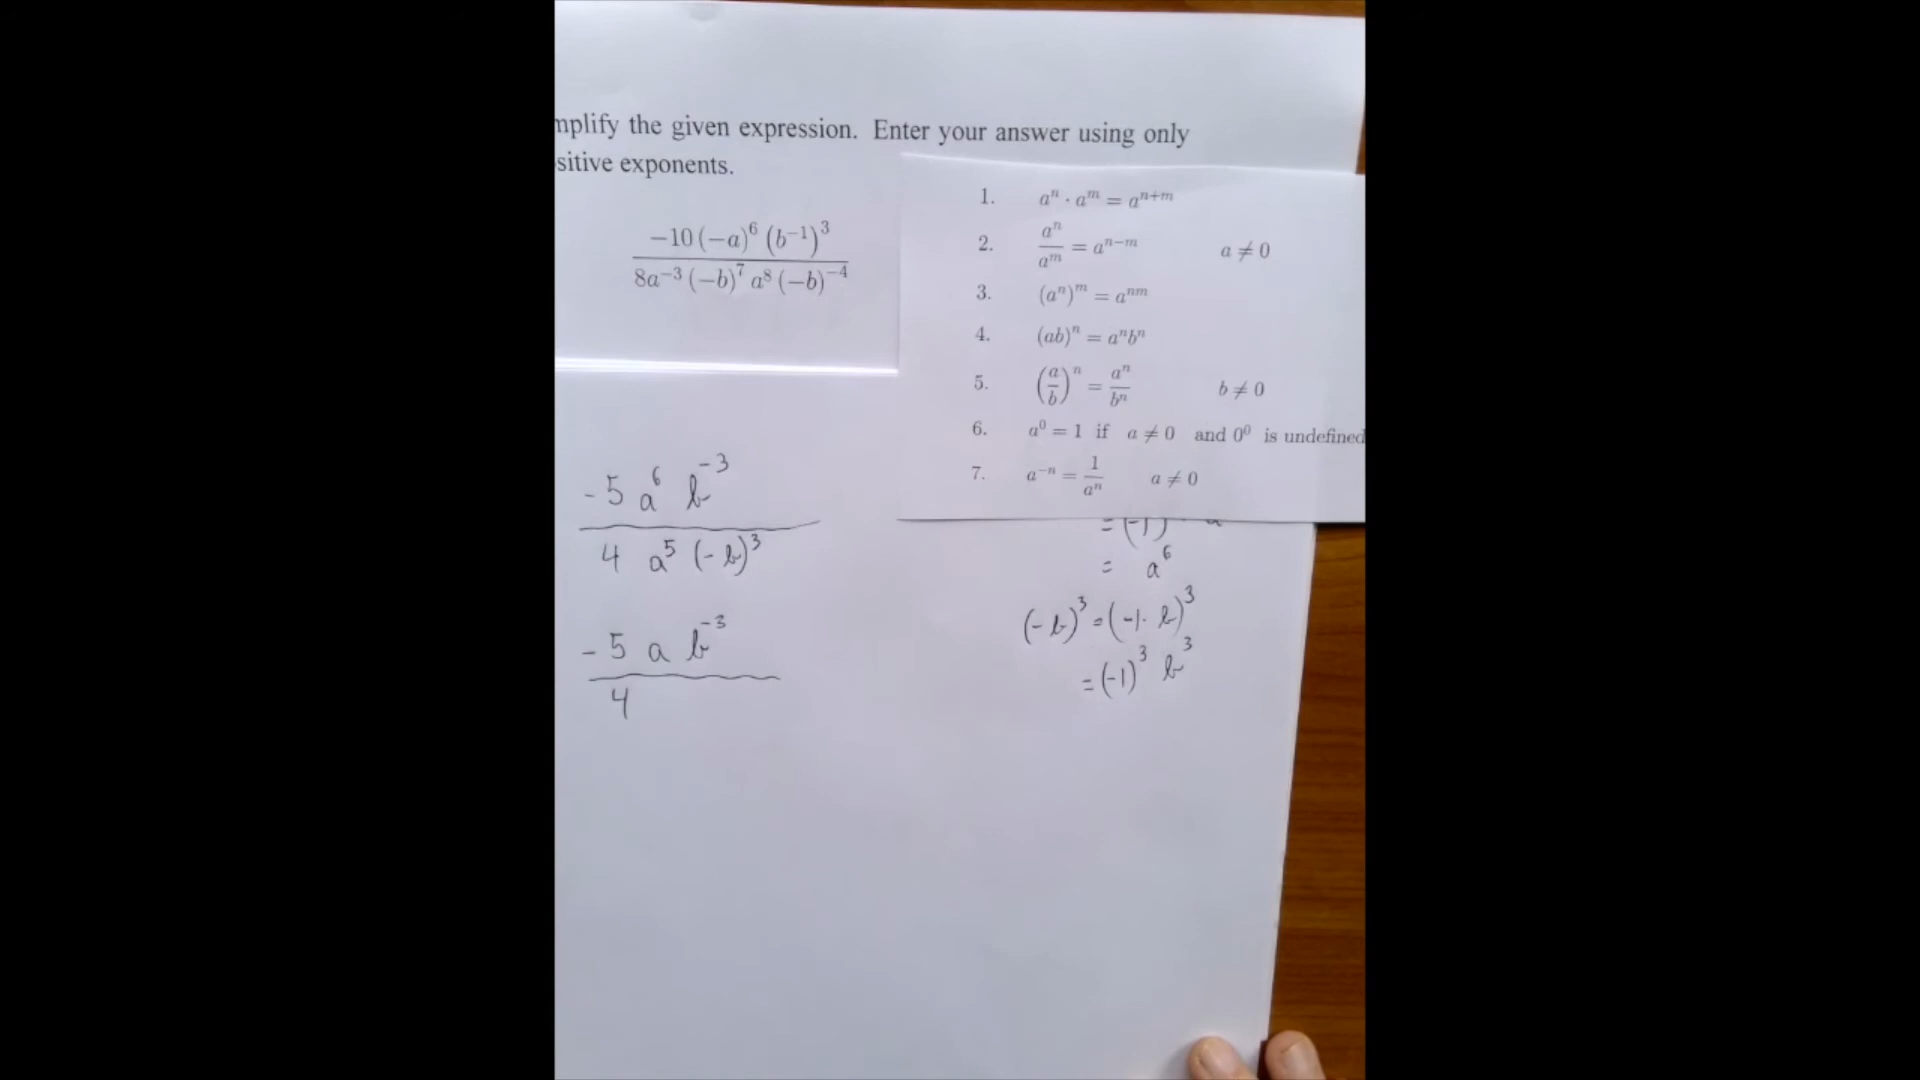 the given expression. Enter your answer using only
exponents.
−10(−a)^6 (b^{−1})^3
8a^{−3}(−b)^7 a^8 (−b)^{−4}
1. a^n · a^m = a^{n+m}
2. a^n / a^m = a^{n−m} a ≠ 0
3. (a^n)^m = a^{nm}
4. (ab)^n = a^n b^n
5. (a/b)^n = a^n / b^n b ≠ 0
6. a^0 = 1 if a ≠ 0 and 0^0 is undefined
7. a^{−n} = 1 / a^n a ≠ 0
-5 a^6 b^{-3}
4 a^5 (-b)^3
-5 a b^{-3}
4
= a^6
(-b)^3 = (-1· b)^3
= (-1)^3 b^3